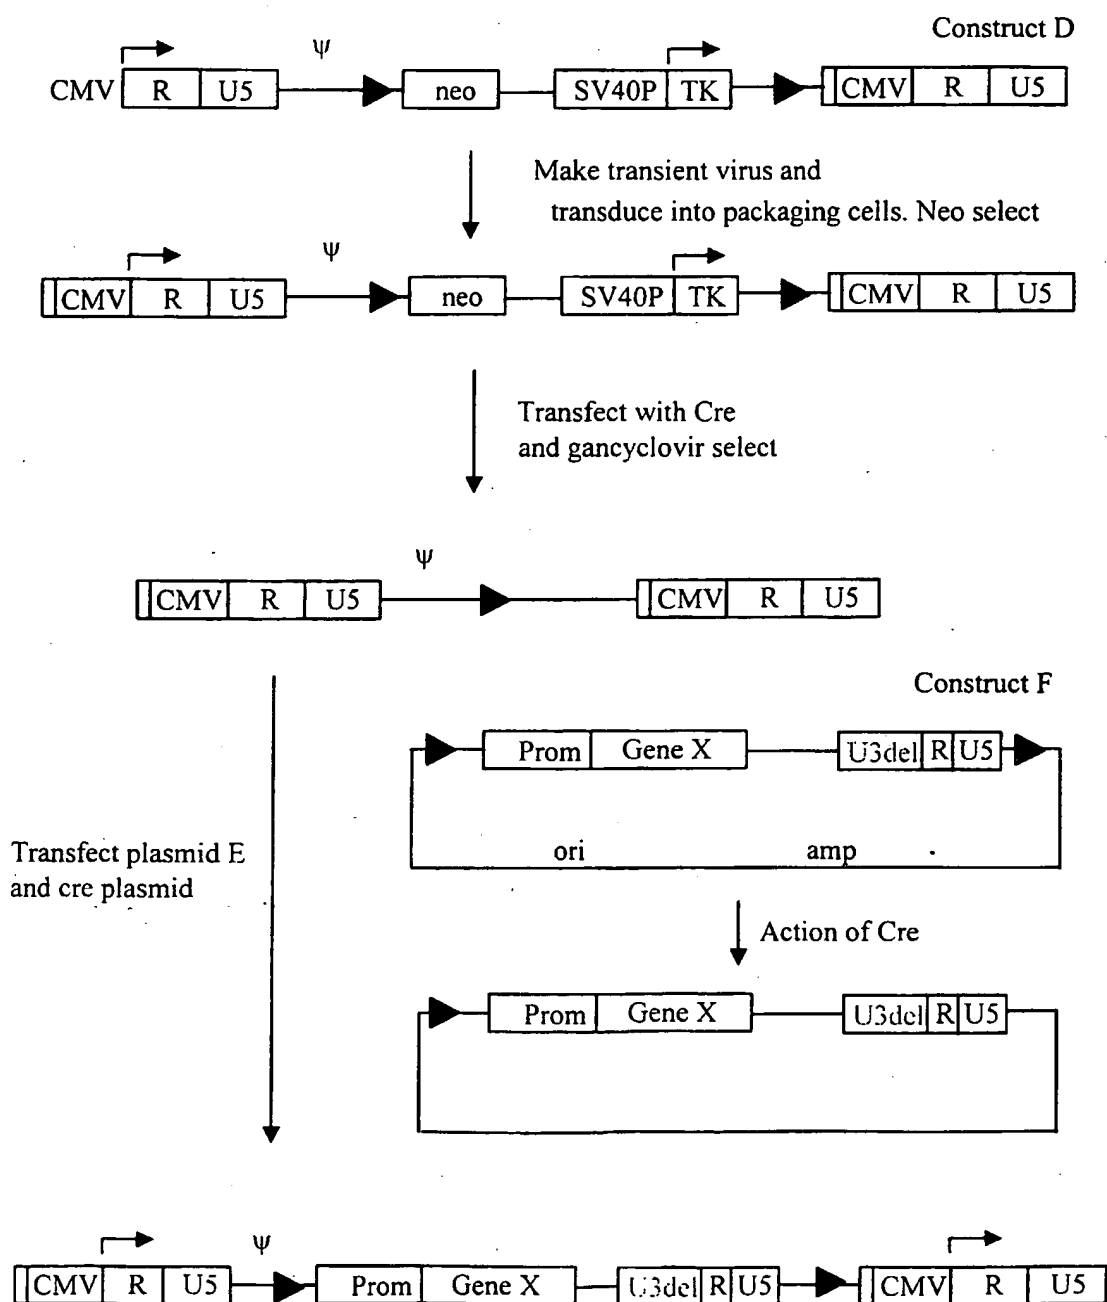 Construct D
ψ
CMV R U5 neo SV40P TK CMV R U5
Make transient virus and
transduce into packaging cells. Neo select
ψ
CMV R U5 neo SV40P TK CMV R U5
Transfect with Cre
and gancyclovir select
ψ
CMV R U5 CMV R U5
Construct F
Prom Gene X U3del R U5
ori amp
Transfect plasmid E
and cre plasmid
Action of Cre
Prom Gene X U3del R U5
ψ
CMV R U5 Prom Gene X U3del R U5 CMV R U5